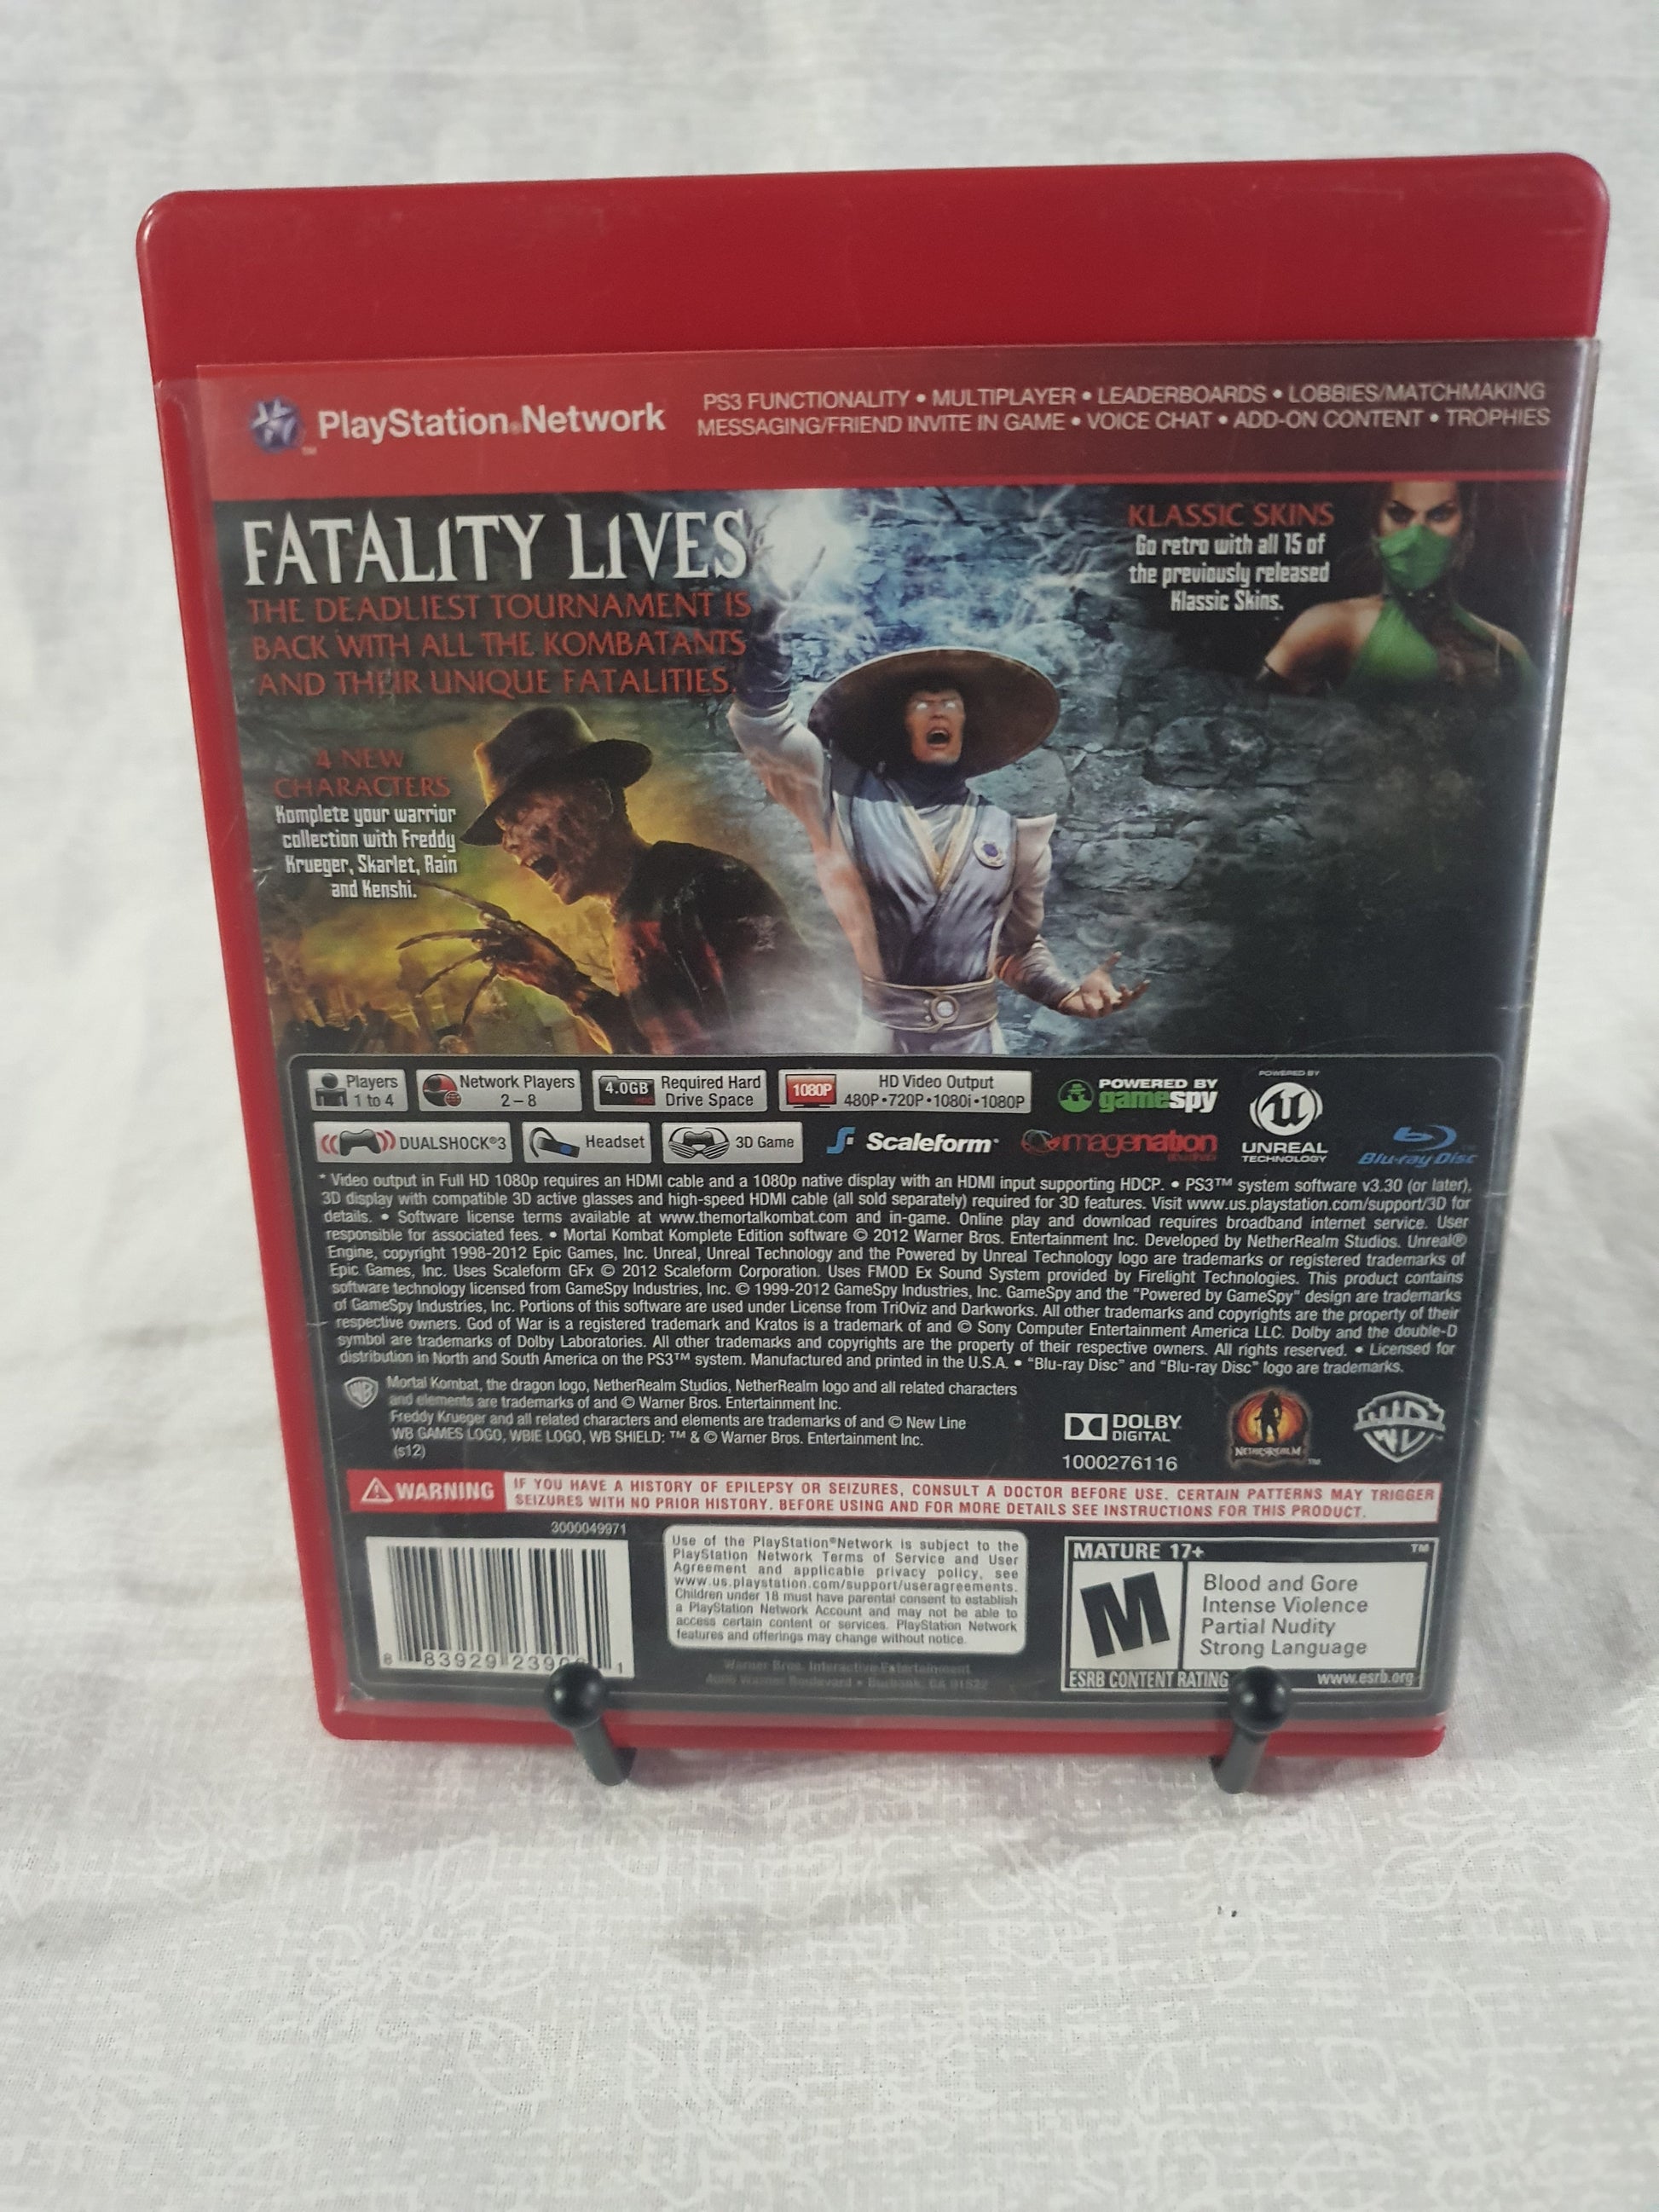 PlayStation®Network
PS3 FUNCTIONALITY • MULTIPLAYER • LEADERBOARDS • LOBBIES/MATCHMAKING
MESSAGING/FRIEND INVITE IN GAME • VOICE CHAT • ADD-ON CONTENT • TROPHIES
FATALITY LIVES
THE DEADLIEST TOURNAMENT IS
BACK WITH ALL THE KOMBATANTS
AND THEIR UNIQUE FATALITIES.
KLASSIC SKINS
Go retro with all 15 of
the previously released
Klassic Skins.
4 NEW
CHARACTERS
Komplete your warrior
collection with Freddy
Krueger, Skarlet, Rain
and Kenshi.
Players
1 to 4
Network Players
2 – 8
4.0GB
Required Hard
Drive Space
1080P
HD Video Output
480P•720P•1080i•1080P
POWERED BY
gamespy
POWERED BY
UNREAL
TECHNOLOGY
DUALSHOCK®3
Headset
3D Game
Scaleform
imagenation
Blu-ray Disc
* Video output in Full HD 1080p requires an HDMI cable and a 1080p native display with an HDMI input supporting HDCP. • PS3™ system software v3.30 (or later),
3D display with compatible 3D active glasses and high-speed HDMI cable (all sold separately) required for 3D features. Visit www.us.playstation.com/support/3D for
details. • Software license terms available at www.themortalkombat.com and in-game. Online play and download requires broadband internet service. User
responsible for associated fees. • Mortal Kombat Komplete Edition software © 2012 Warner Bros. Entertainment Inc. Developed by NetherRealm Studios. Unreal®
Engine, copyright 1998-2012 Epic Games, Inc. Unreal, Unreal Technology and the Powered by Unreal Technology logo are trademarks or registered trademarks of
Epic Games, Inc. Uses Scaleform GFx © 2012 Scaleform Corporation. Uses FMOD Ex Sound System provided by Firelight Technologies. This product contains
software technology licensed from GameSpy Industries, Inc. © 1999-2012 GameSpy Industries, Inc. GameSpy and the "Powered by GameSpy" design are trademarks
of GameSpy Industries, Inc. Portions of this software are used under License from TriOviz and Darkworks. All other trademarks and copyrights are the property of their
respective owners. God of War is a registered trademark and Kratos is a trademark of and © Sony Computer Entertainment America LLC. Dolby and the double-D
symbol are trademarks of Dolby Laboratories. All other trademarks and copyrights are the property of their respective owners. All rights reserved. • Licensed for
distribution in North and South America on the PS3™ system. Manufactured and printed in the U.S.A. • "Blu-ray Disc" and "Blu-ray Disc" logo are trademarks.
Mortal Kombat, the dragon logo, NetherRealm Studios, NetherRealm logo and all related characters
and elements are trademarks of and © Warner Bros. Entertainment Inc.
Freddy Krueger and all related characters and elements are trademarks of and © New Line
WB GAMES LOGO, WBIE LOGO, WB SHIELD: ™ & © Warner Bros. Entertainment Inc.
(s12)
DOLBY
DIGITAL
1000276116
NETHERREALM
WARNING
IF YOU HAVE A HISTORY OF EPILEPSY OR SEIZURES, CONSULT A DOCTOR BEFORE USE. CERTAIN PATTERNS MAY TRIGGER
SEIZURES WITH NO PRIOR HISTORY. BEFORE USING AND FOR MORE DETAILS SEE INSTRUCTIONS FOR THIS PRODUCT.
3000049971
8 83929 2390 1
Use of the PlayStation®Network is subject to the
PlayStation Network Terms of Service and User
Agreement and applicable privacy policy, see
www.us.playstation.com/support/useragreements.
Children under 18 must have parental consent to establish
a PlayStation Network Account and may not be able to
access certain content or services. PlayStation Network
features and offerings may change without notice.
Warner Bros. Interactive Entertainment
4000 Warner Boulevard • Burbank, CA 91522
MATURE 17+ ™
M
Blood and Gore
Intense Violence
Partial Nudity
Strong Language
ESRB CONTENT RATING
www.esrb.org